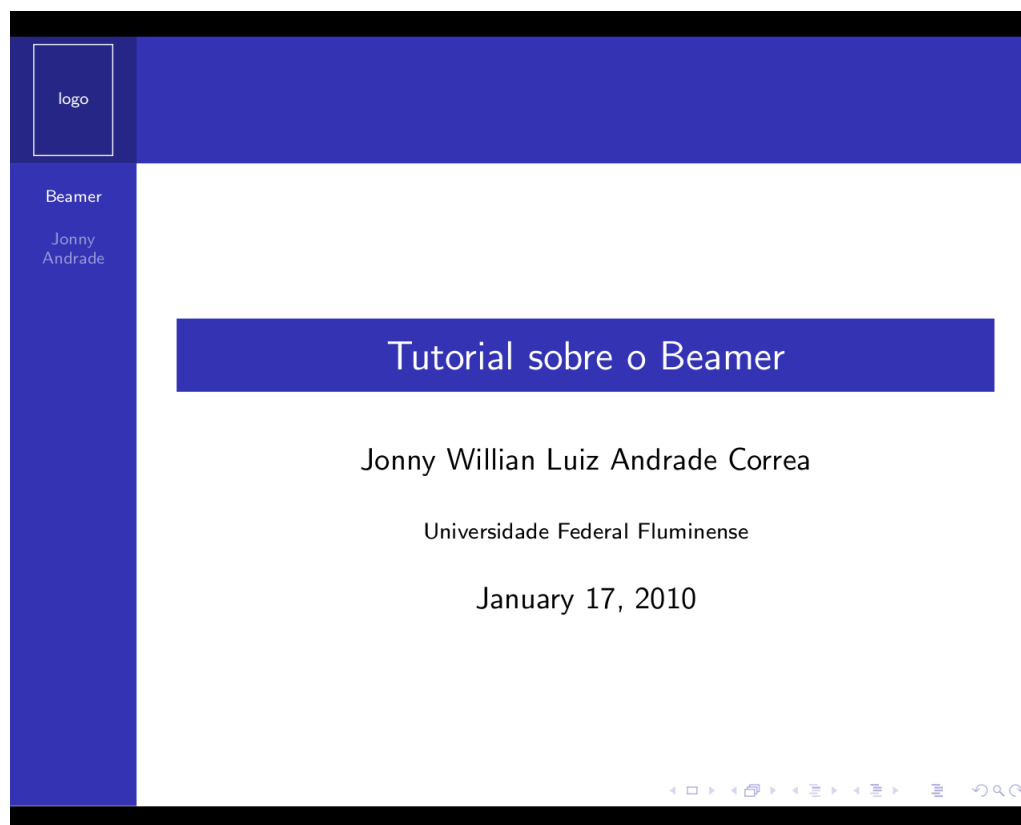 logo
Beamer
Jonny
Andrade
Tutorial sobre o Beamer
Jonny Willian Luiz Andrade Correa
Universidade Federal Fluminense
January 17, 2010